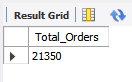 Result Grid
Total_Orders
21350